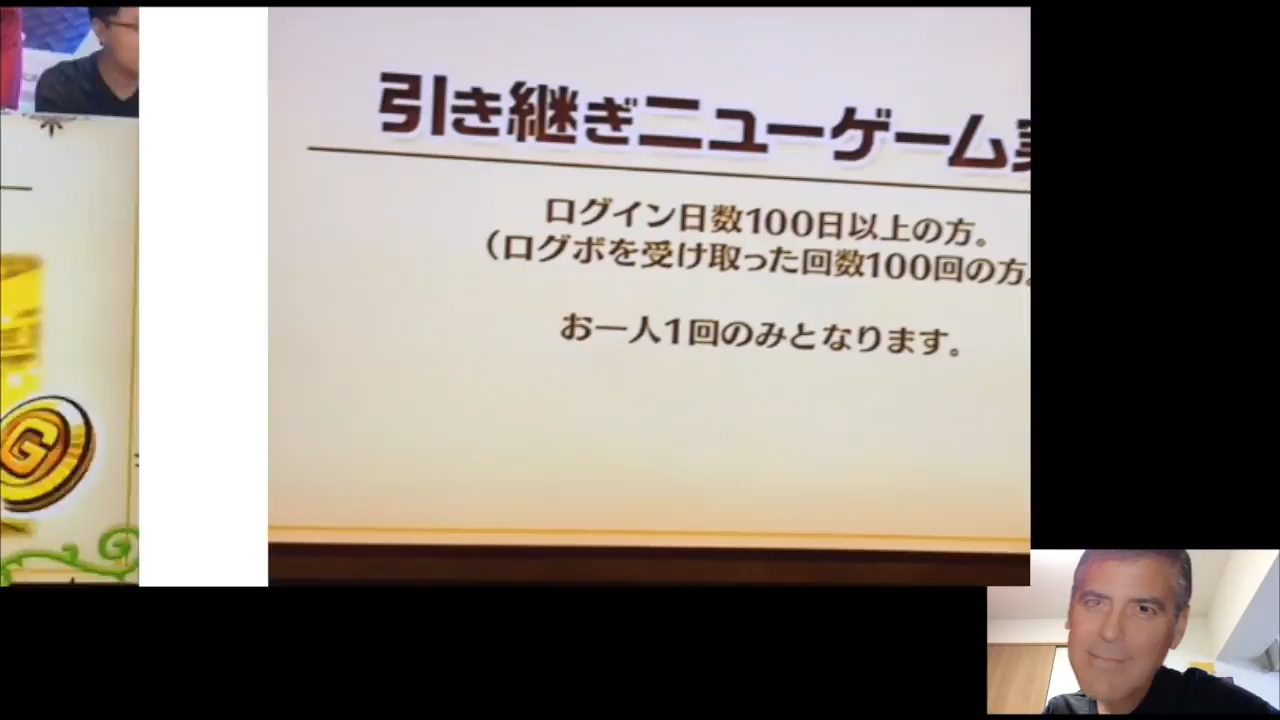 引き継ぎニューゲーム
ログイン日数100日以上の方。
（ログボを受け取った回数100回の方
お一人1回のみとなります。
G